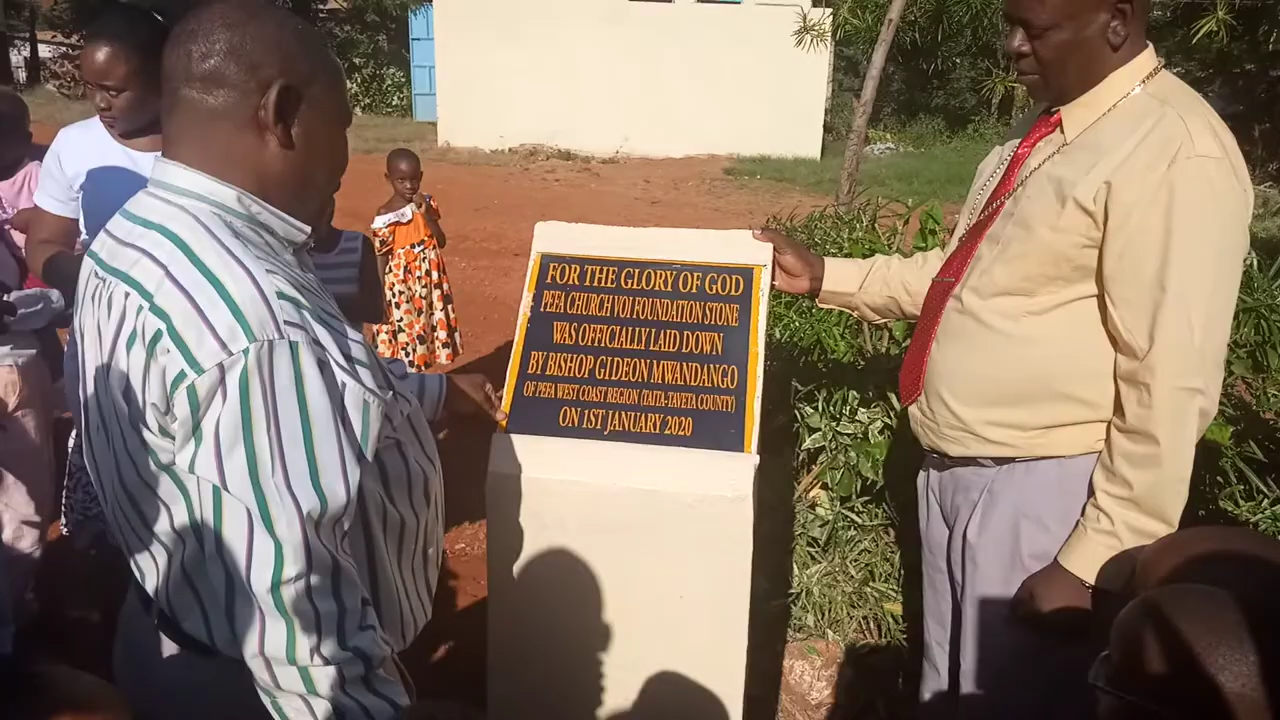 FOR THE GLORY OF GOD
PEFA CHURCH VOI FOUNDATION STONE
WAS OFFICIALLY LAID DOWN
BY BISHOP GIDEON MWANDANGO
OF PEFA WEST COAST REGION (TAITA-TAVETA COUNTY)
ON 1ST JANUARY 2020